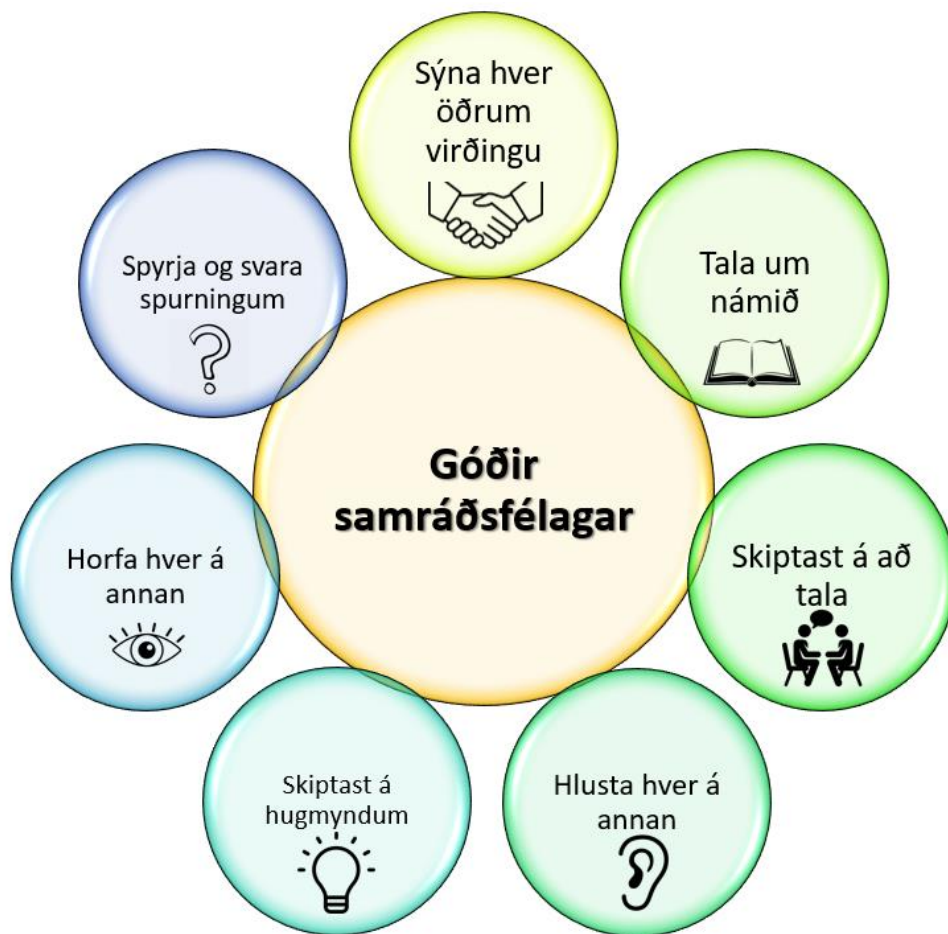 Sýna hver
öðrum
virðingu
Tala um
námið
Skiptast á að
tala
Hlusta hver á
annan
Skiptast á
hugmyndum
Horfa hver á
annan
Spyrja og svara
spurningum
Góðir
samráðsfélagar